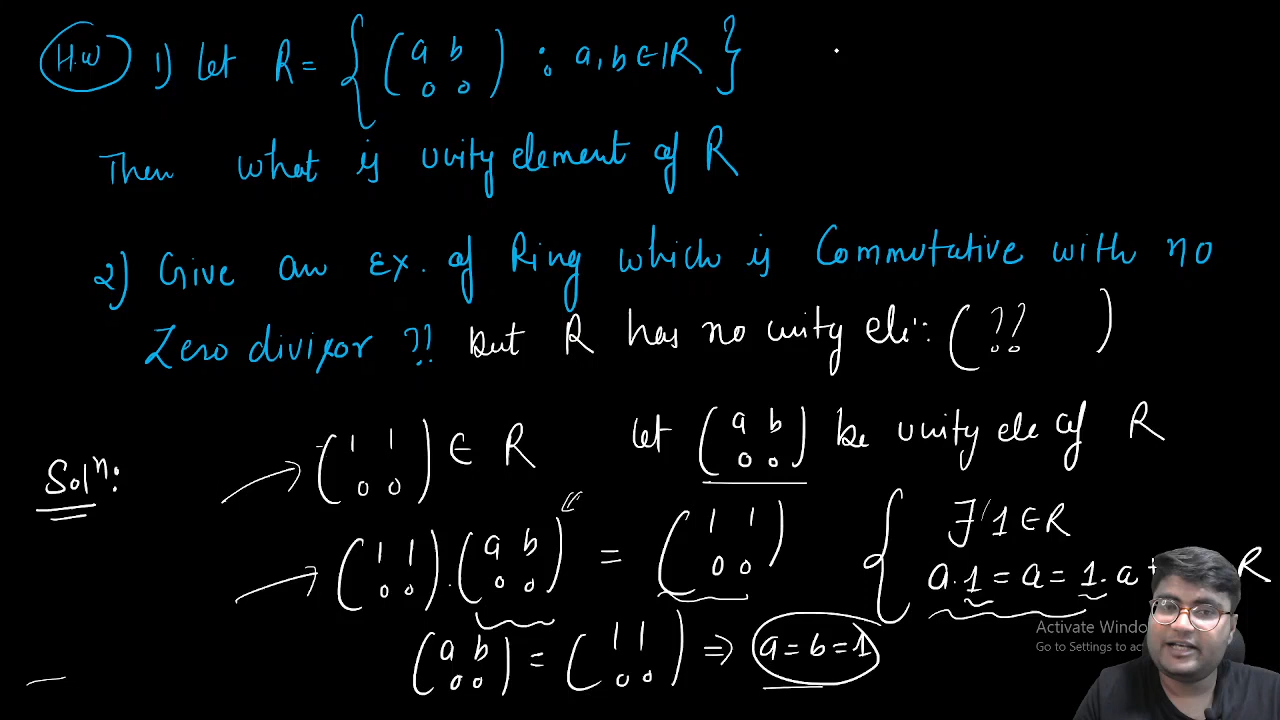 H.W 1) Let R = { ( a b 0 0 ) : a, b ∈ ℝ }
Then what is unity element of R
2) Give an Ex. of Ring which is Commutative with no
Zero divisor ?? but R has no unity ele: ( ?? )
Solⁿ: ( 1 1 0 0 ) ∈ R let ( a b 0 0 ) be unity ele of R
( 1 1 0 0 ) . ( a b 0 0 ) = ( 1 1 0 0 ) { ∃ 1 ∈ R
a.1 = a = 1.a R
( a b 0 0 ) = ( 1 1 0 0 ) ⇒ a = b = 1
Activate Windo
Go to Settings to act